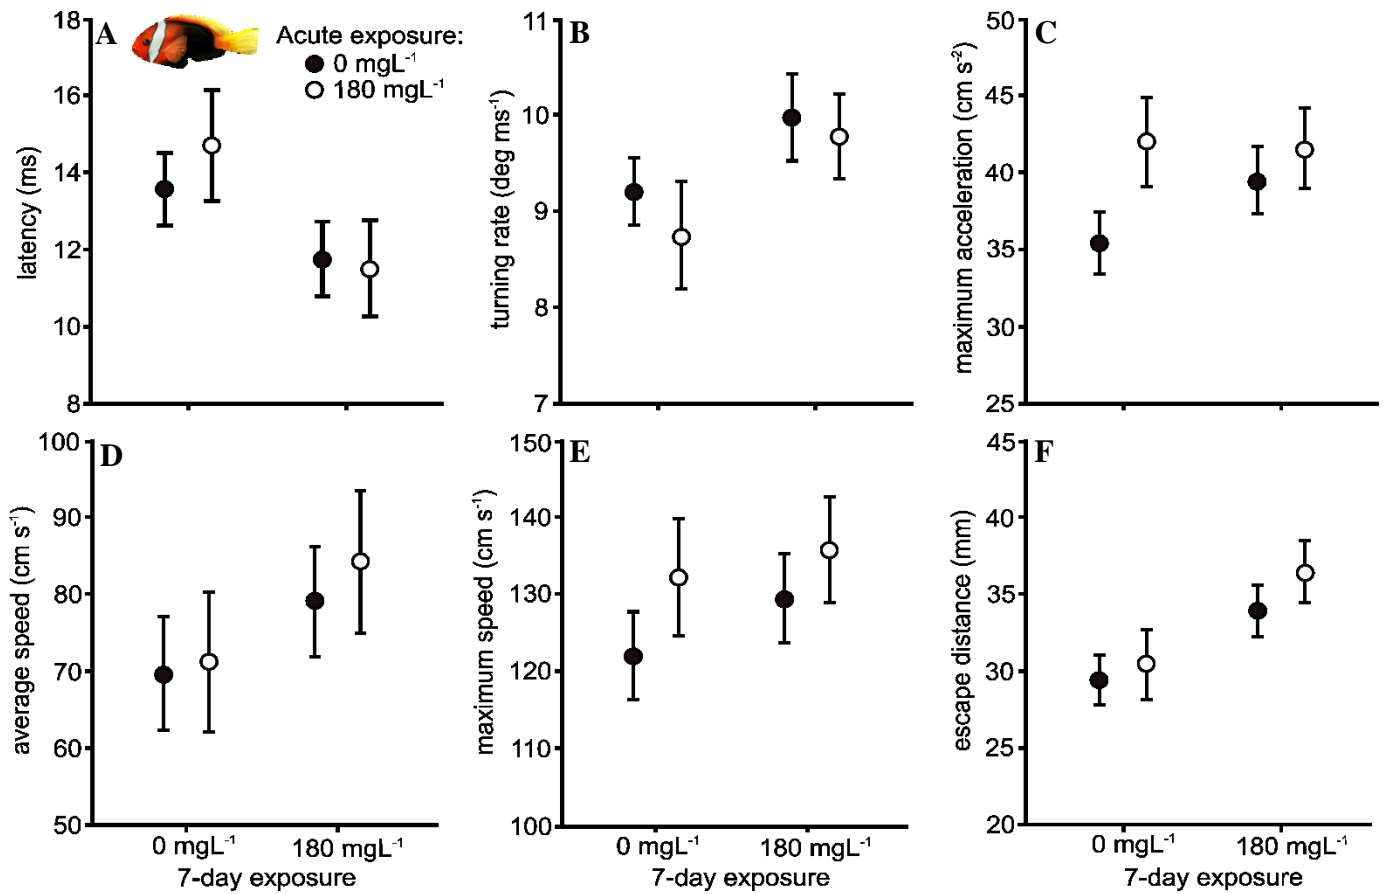 A
Acute exposure:
0 mgL⁻¹
180 mgL⁻¹
18
16
14
12
10
8
latency (ms)
B
11
10
9
8
7
turning rate (deg ms⁻¹)
C
50
45
40
35
30
25
maximum acceleration (cm s⁻²)
D
100
90
80
70
60
50
average speed (cm s⁻¹)
0 mgL⁻¹ 180 mgL⁻¹
7-day exposure
E
150
140
130
120
110
100
maximum speed (cm s⁻¹)
0 mgL⁻¹ 180 mgL⁻¹
7-day exposure
F
45
40
35
30
25
20
escape distance (mm)
0 mgL⁻¹ 180 mgL⁻¹
7-day exposure